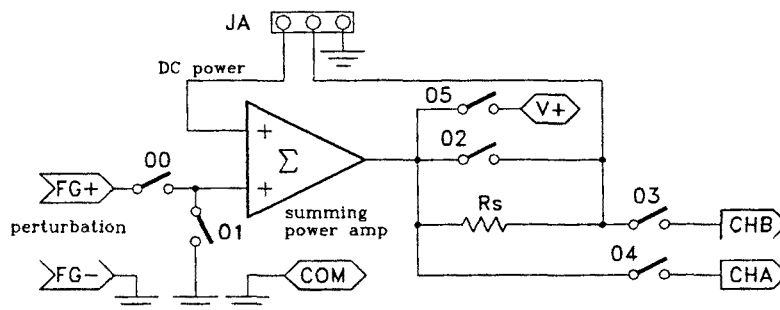 JA
DC power
05
V+
02
00
+
Σ
+
FG+
Rs
03
CHB
perturbation
01
summing
power amp
04
FG-
COM
CHA